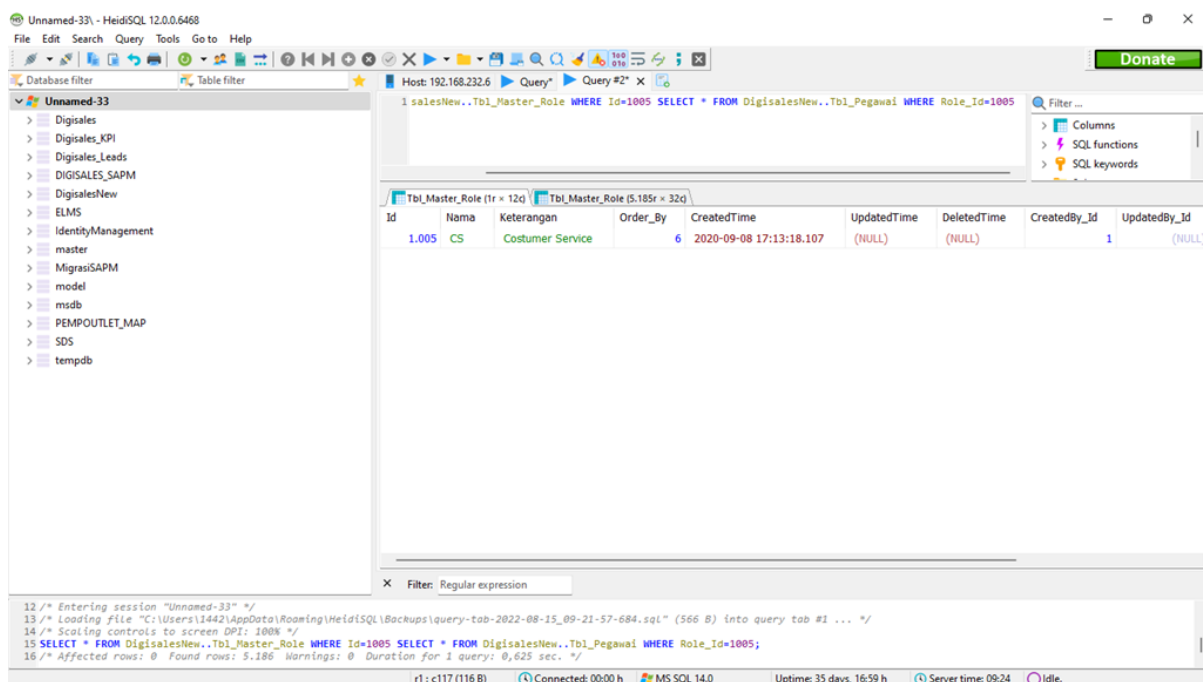 Unnamed-33\ - HeidiSQL 12.0.0.6468
File Edit Search Query Tools Go to Help
Donate
Database filter
Table filter
Host: 192.168.232.6 Query* Query #2*
Unnamed-33
Digisales
Digisales_KPI
Digisales_Leads
DIGISALES_SAPM
DigisalesNew
ELMS
IdentityManagement
master
MigrasiSAPM
model
msdb
PEMPOUTLET_MAP
SDS
tempdb
1 salesNew..Tbl_Master_Role WHERE Id=1005 SELECT * FROM DigisalesNew..Tbl_Pegawai WHERE Role_Id=1005
Filter ...
Columns
SQL functions
SQL keywords
Tbl_Master_Role (1r × 12c) Tbl_Master_Role (5.185r × 32c)
Id Nama Keterangan Order_By CreatedTime UpdatedTime DeletedTime CreatedBy_Id UpdatedBy_Id
1.005 CS Costumer Service 6 2020-09-08 17:13:18.107 (NULL) (NULL) 1 (NULL)
Filter: Regular expression
12 /* Entering session "Unnamed-33" */
13 /* Loading file "C:\Users\1442\AppData\Roaming\HeidiSQL\Backups\query-tab-2022-08-15_09-21-57-684.sql" (566 B) into query tab #1 ... */
14 /* Scaling controls to screen DPI: 100% */
15 SELECT * FROM DigisalesNew..Tbl_Master_Role WHERE Id=1005 SELECT * FROM DigisalesNew..Tbl_Pegawai WHERE Role_Id=1005;
16 /* Affected rows: 0 Found rows: 5.186 Warnings: 0 Duration for 1 query: 0,625 sec. */
r1 : c117 (116 B) Connected: 00:00 h MS SQL 14.0 Uptime: 35 days, 16:59 h Server time: 09:24 Idle.